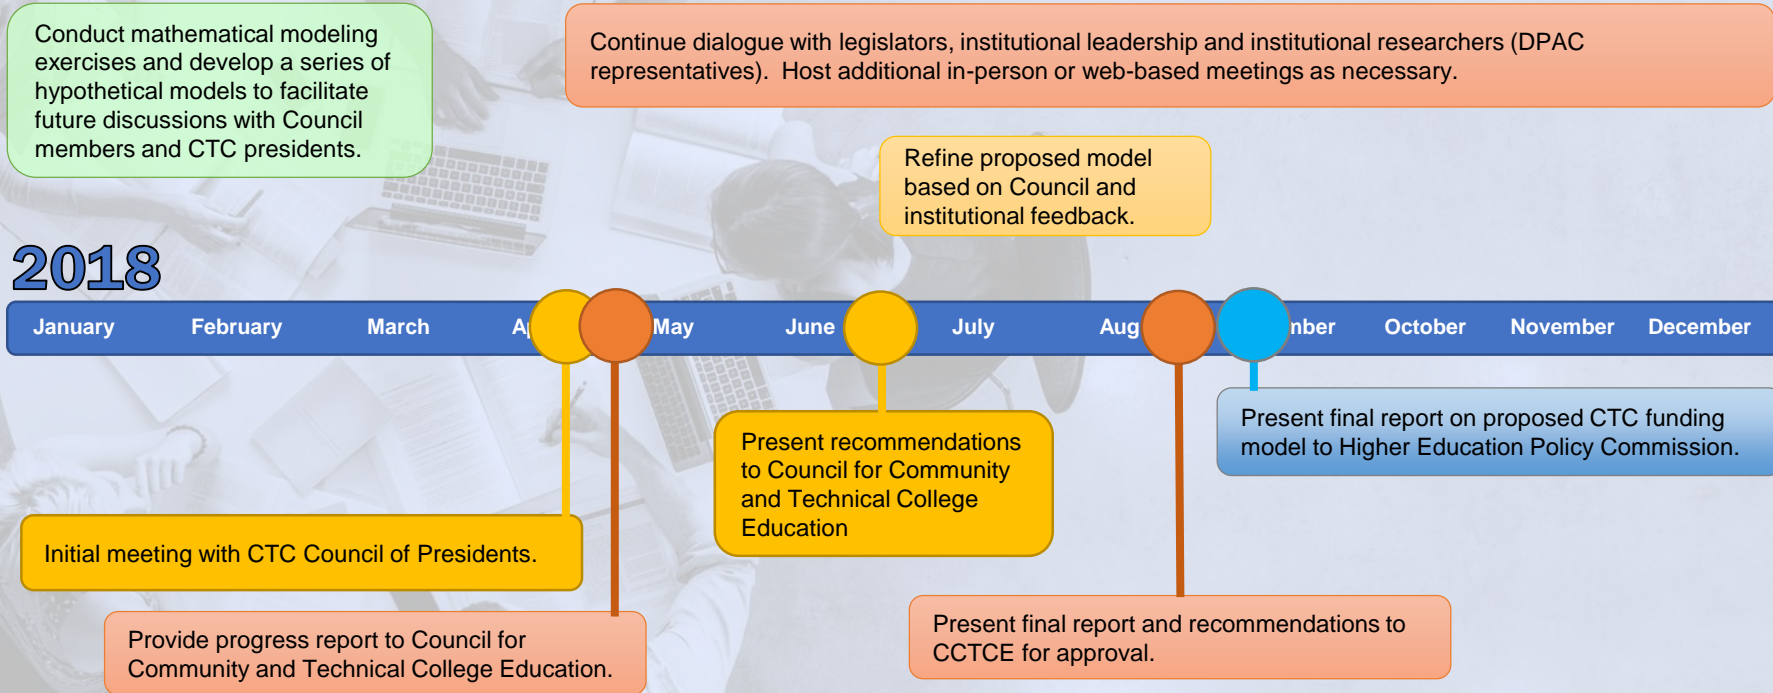 Conduct mathematical modeling
exercises and develop a series of
hypothetical models to facilitate
future discussions with Council
members and CTC presidents.
Continue dialogue with legislators, institutional leadership and institutional researchers (DPAC
representatives).  Host additional in-person or web-based meetings as necessary.
Refine proposed model
based on Council and
institutional feedback.
2018
January February March Ap May June July Aug mber October November December
Present recommendations
to Council for Community
and Technical College
Education
Present final report on proposed CTC funding
model to Higher Education Policy Commission.
Initial meeting with CTC Council of Presidents.
Provide progress report to Council for
Community and Technical College Education.
Present final report and recommendations to
CCTCE for approval.